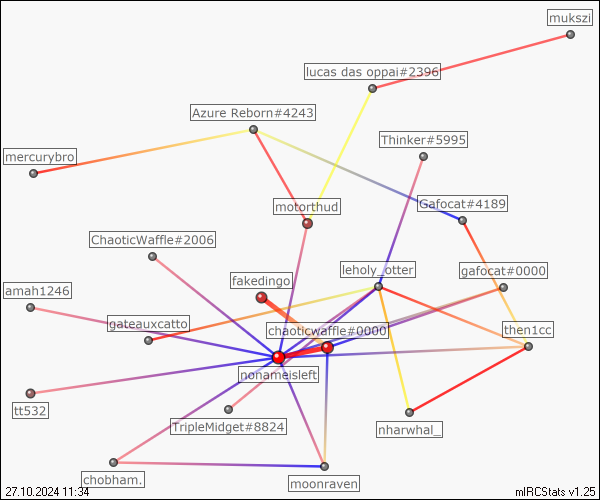 mukszi
lucas das oppai#2396
Azure Reborn#4243
Thinker#5995
mercurybro
motorthud
Gafocat#4189
ChaoticWaffle#2006
leholy_otter
gafocat#0000
fakedingo
amah1246
gateauxcatto
chaoticwaffle#0000
then1cc
nonameisleft
tt532
TripleMidget#8824
nharwhal_
chobham.
moonraven
27.10.2024 11:34
mIRCStats v1.25